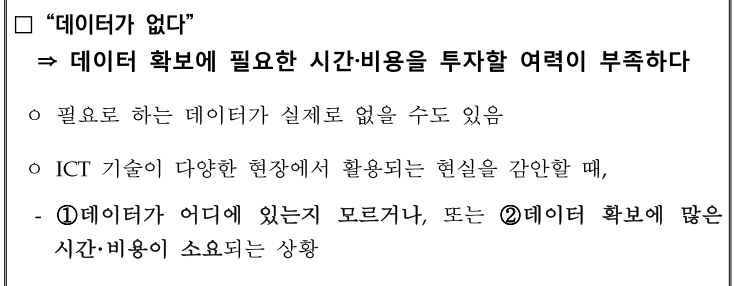 □ “데이터가 없다”
⇒ 데이터 확보에 필요한 시간·비용을 투자할 여력이 부족하다
ㅇ 필요로 하는 데이터가 실제로 없을 수도 있음
ㅇ ICT 기술이 다양한 현장에서 활용되는 현실을 감안할 때,
- ①데이터가 어디에 있는지 모르거나, 또는 ②데이터 확보에 많은
시간·비용이 소요되는 상황